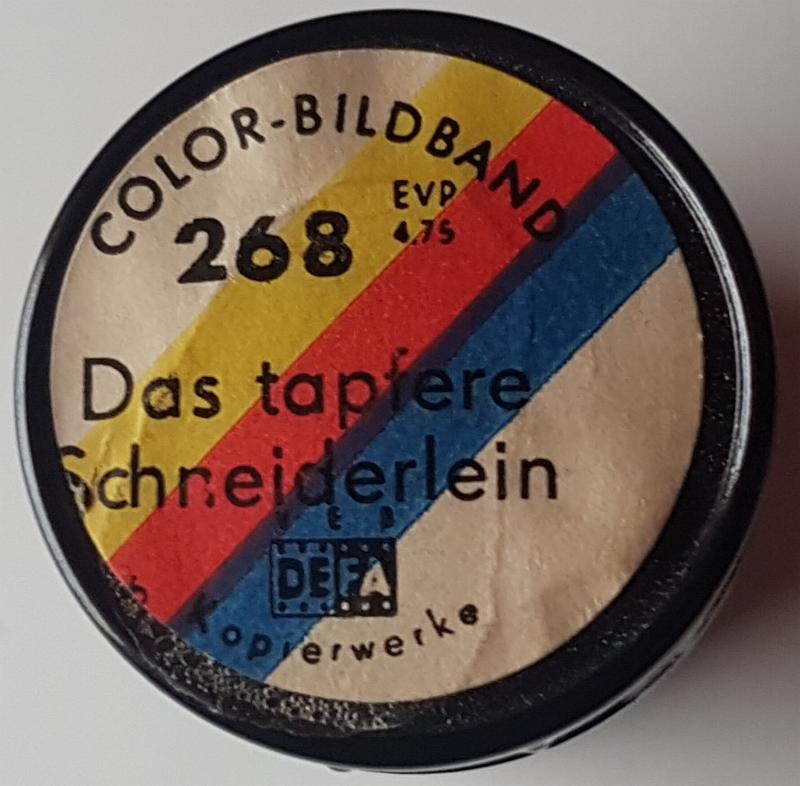 COLOR-BILDBAND
268 EVP
4.75
Das tapfere
Schneiderlein
VEB
DEFA
Kopierwerke